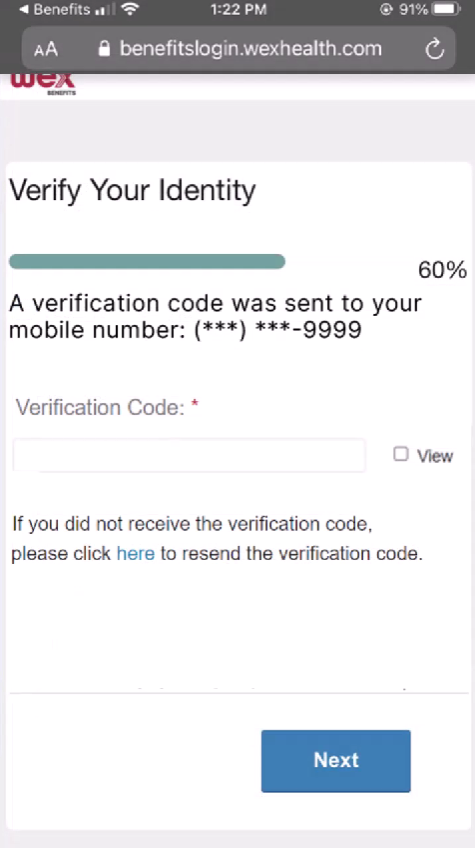 Benefits 1:22 PM 91%
AA benefitslogin.wexhealth.com
wex
BENEFITS
Verify Your Identity
60%
A verification code was sent to your
mobile number: (***) ***-9999
Verification Code: *
View
If you did not receive the verification code,
please click here to resend the verification code.
Next